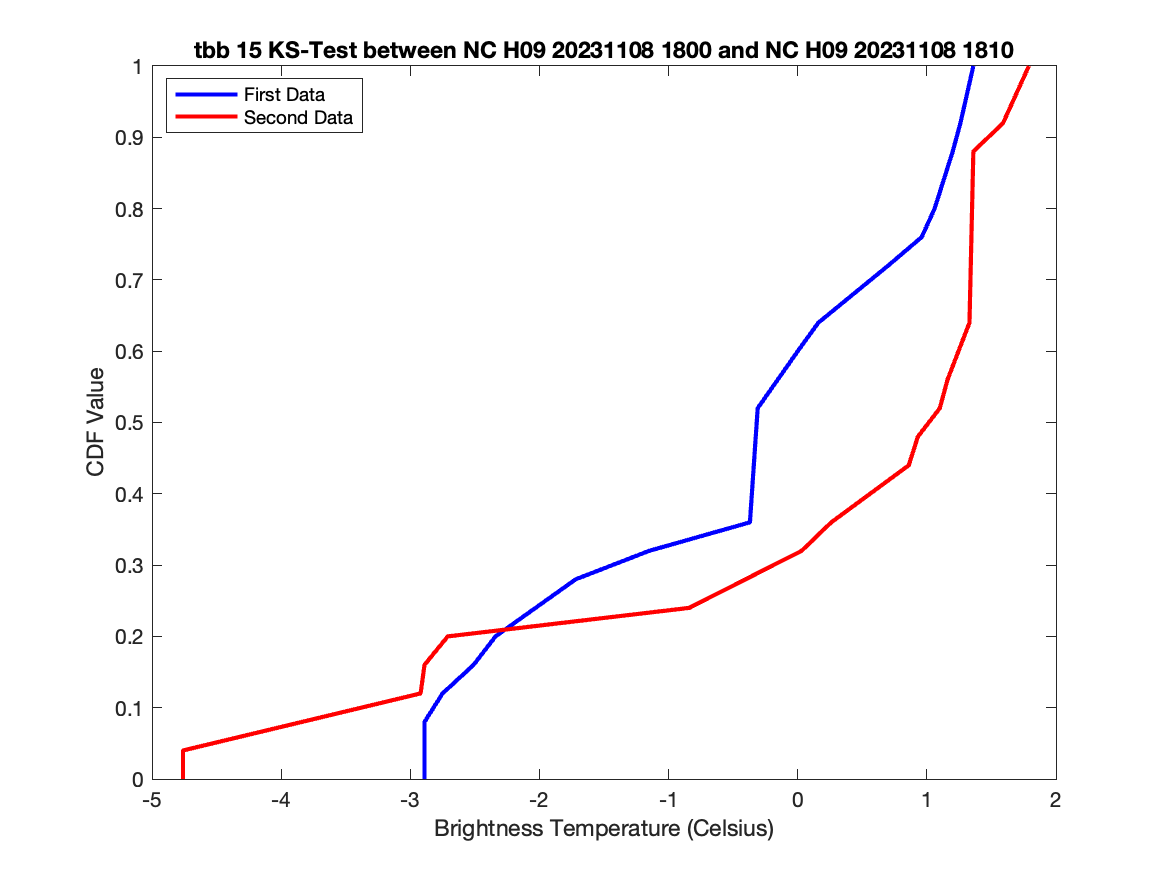 tbb 15 KS-Test between NC H09 20231108 1800 and NC H09 20231108 1810
First Data
Second Data
1
0.9
0.8
0.7
0.6
0.5
0.4
0.3
0.2
0.1
0
CDF Value
-5 -4 -3 -2 -1 0 1 2
Brightness Temperature (Celsius)